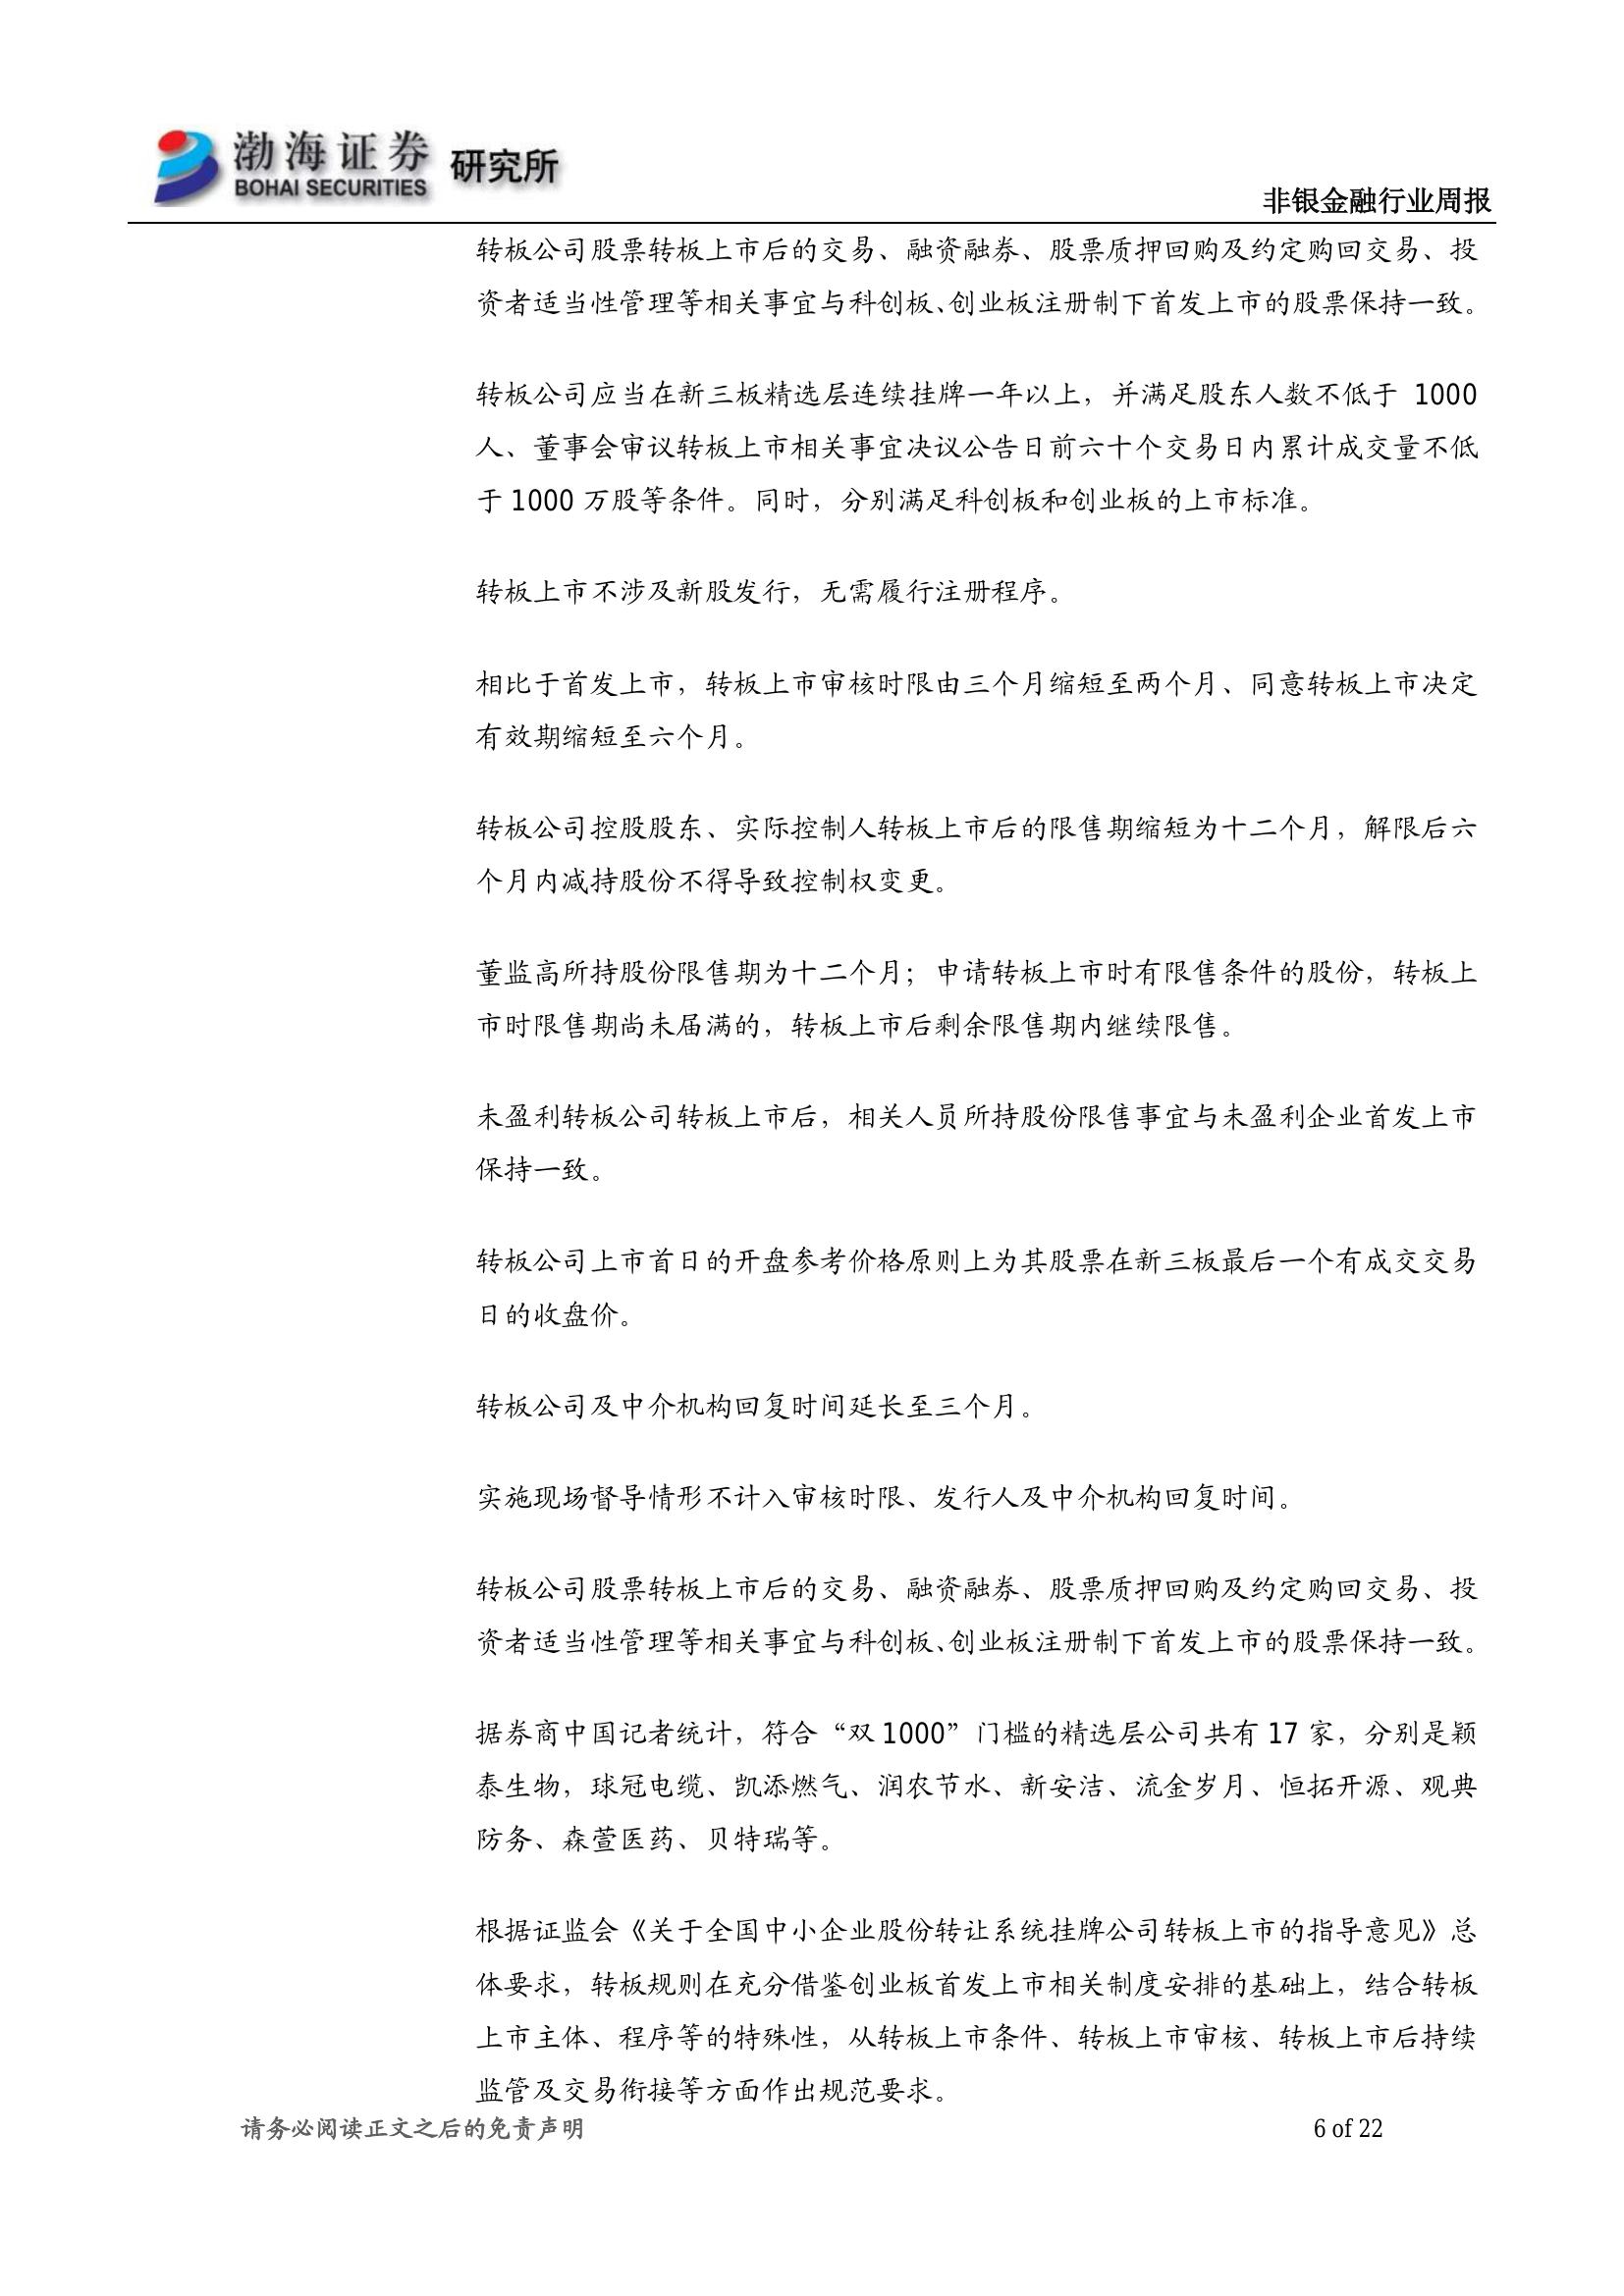 渤海证券 研究所
BOHAI SECURITIES
非银金融行业周报
转板公司股票转板上市后的交易、融资融券、股票质押回购及约定购回交易、投
资者适当性管理等相关事宜与科创板、创业板注册制下首发上市的股票保持一致。
转板公司应当在新三板精选层连续挂牌一年以上，并满足股东人数不低于 1000
人、董事会审议转板上市相关事宜决议公告日前六十个交易日内累计成交量不低
于 1000 万股等条件。同时，分别满足科创板和创业板的上市标准。
转板上市不涉及新股发行，无需履行注册程序。
相比于首发上市，转板上市审核时限由三个月缩短至两个月、同意转板上市决定
有效期缩短至六个月。
转板公司控股股东、实际控制人转板上市后的限售期缩短为十二个月，解限后六
个月内减持股份不得导致控制权变更。
董监高所持股份限售期为十二个月；申请转板上市时有限售条件的股份，转板上
市时限售期尚未届满的，转板上市后剩余限售期内继续限售。
未盈利转板公司转板上市后，相关人员所持股份限售事宜与未盈利企业首发上市
保持一致。
转板公司上市首日的开盘参考价格原则上为其股票在新三板最后一个有成交交易
日的收盘价。
转板公司及中介机构回复时间延长至三个月。
实施现场督导情形不计入审核时限、发行人及中介机构回复时间。
转板公司股票转板上市后的交易、融资融券、股票质押回购及约定购回交易、投
资者适当性管理等相关事宜与科创板、创业板注册制下首发上市的股票保持一致。
据券商中国记者统计，符合“双 1000”门槛的精选层公司共有 17 家，分别是颖
泰生物，球冠电缆、凯添燃气、润农节水、新安洁、流金岁月、恒拓开源、观典
防务、森萱医药、贝特瑞等。
根据证监会《关于全国中小企业股份转让系统挂牌公司转板上市的指导意见》总
体要求，转板规则在充分借鉴创业板首发上市相关制度安排的基础上，结合转板
上市主体、程序等的特殊性，从转板上市条件、转板上市审核、转板上市后持续
监管及交易衔接等方面作出规范要求。
请务必阅读正文之后的免责声明
6 of 22